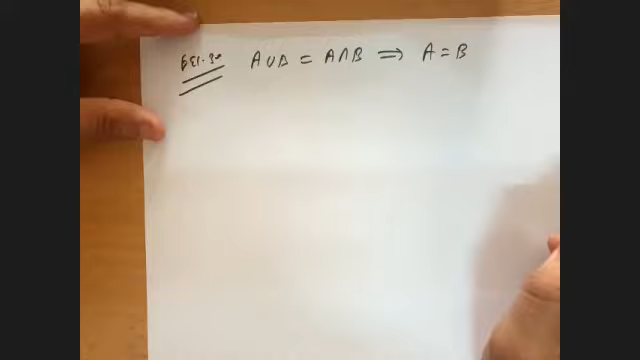 A∪B = A∩B ⟹ A = B